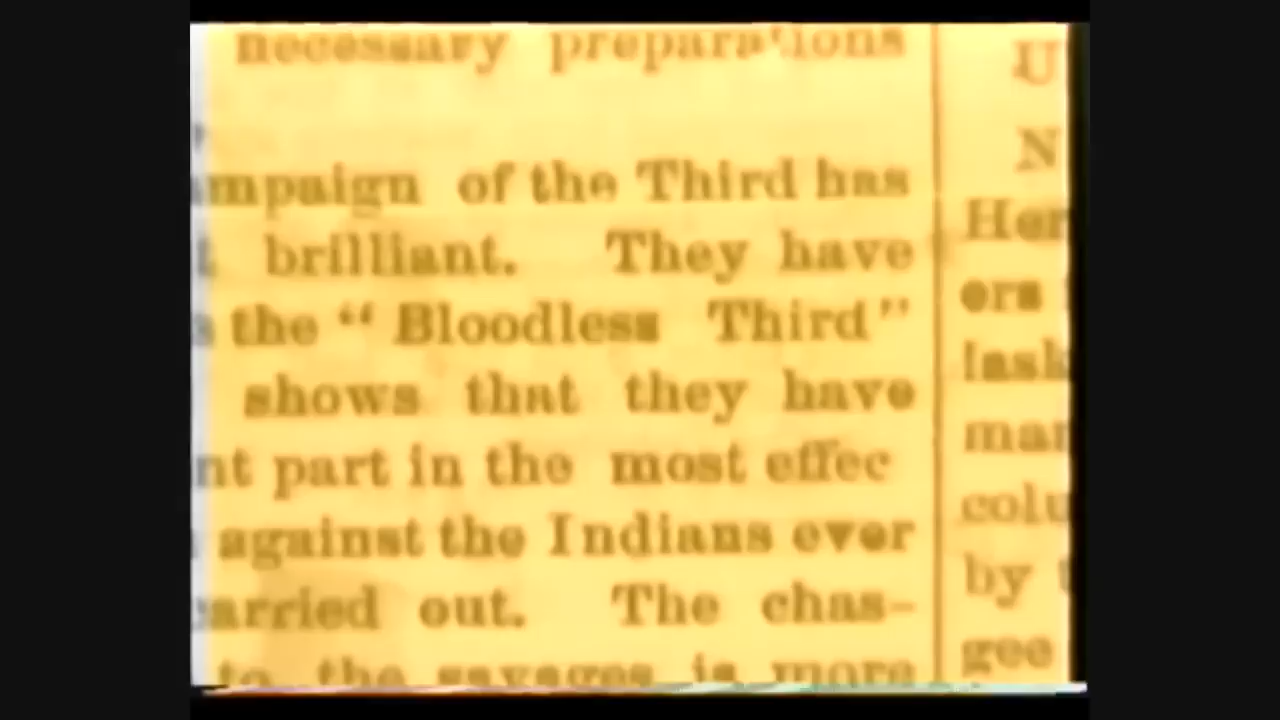 necessary preparations
mpaign of the Third has
brilliant. They have
the “Bloodless Third”
shows that they have
nt part in the most effec
against the Indians ever
arried out. The chas-
to the savages is more
U
N
Her
ers
lask
mar
colu
by t
gee